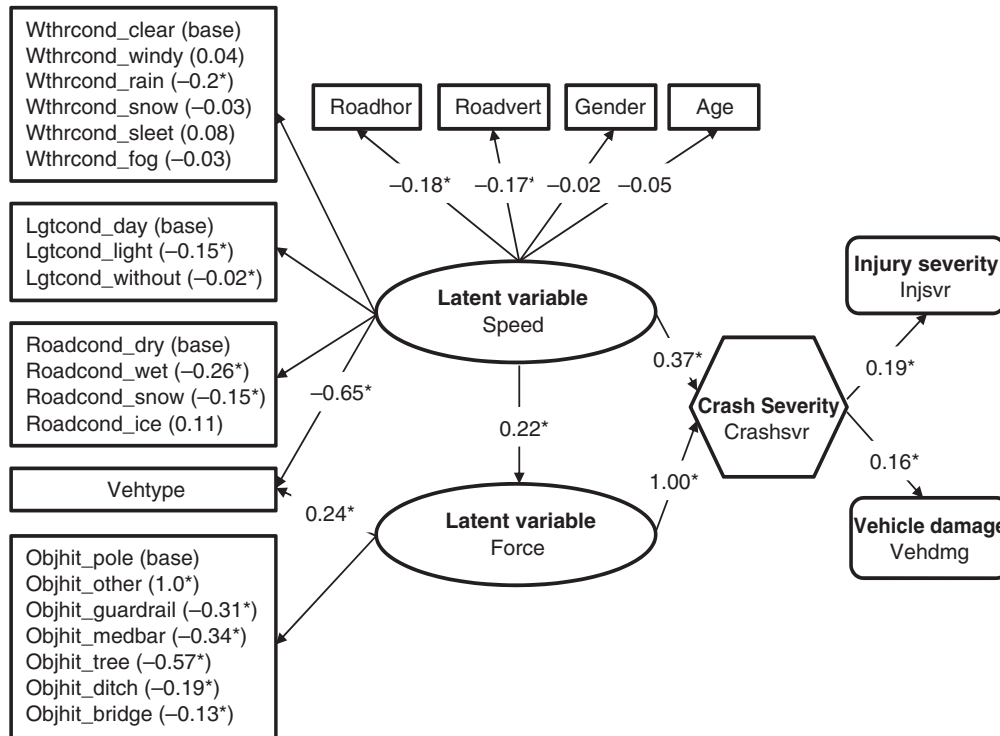 Wthrcond_clear (base)
Wthrcond_windy (0.04)
Wthrcond_rain (–0.2*)
Wthrcond_snow (–0.03)
Wthrcond_sleet (0.08)
Wthrcond_fog (–0.03)
Roadhor
Roadvert
Gender
Age
–0.18*
–0.17*
–0.02
–0.05
Lgtcond_day (base)
Lgtcond_light (–0.15*)
Lgtcond_without (–0.02*)
Roadcond_dry (base)
Roadcond_wet (–0.26*)
Roadcond_snow (–0.15*)
Roadcond_ice (0.11)
Vehtype
Objhit_pole (base)
Objhit_other (1.0*)
Objhit_guardrail (–0.31*)
Objhit_medbar (–0.34*)
Objhit_tree (–0.57*)
Objhit_ditch (–0.19*)
Objhit_bridge (–0.13*)
–0.65*
0.24*
Latent variable
Speed
0.22*
Latent variable
Force
0.37*
1.00*
Crash Severity
Crashsvr
0.19*
0.16*
Injury severity
Injsvr
Vehicle damage
Vehdmg